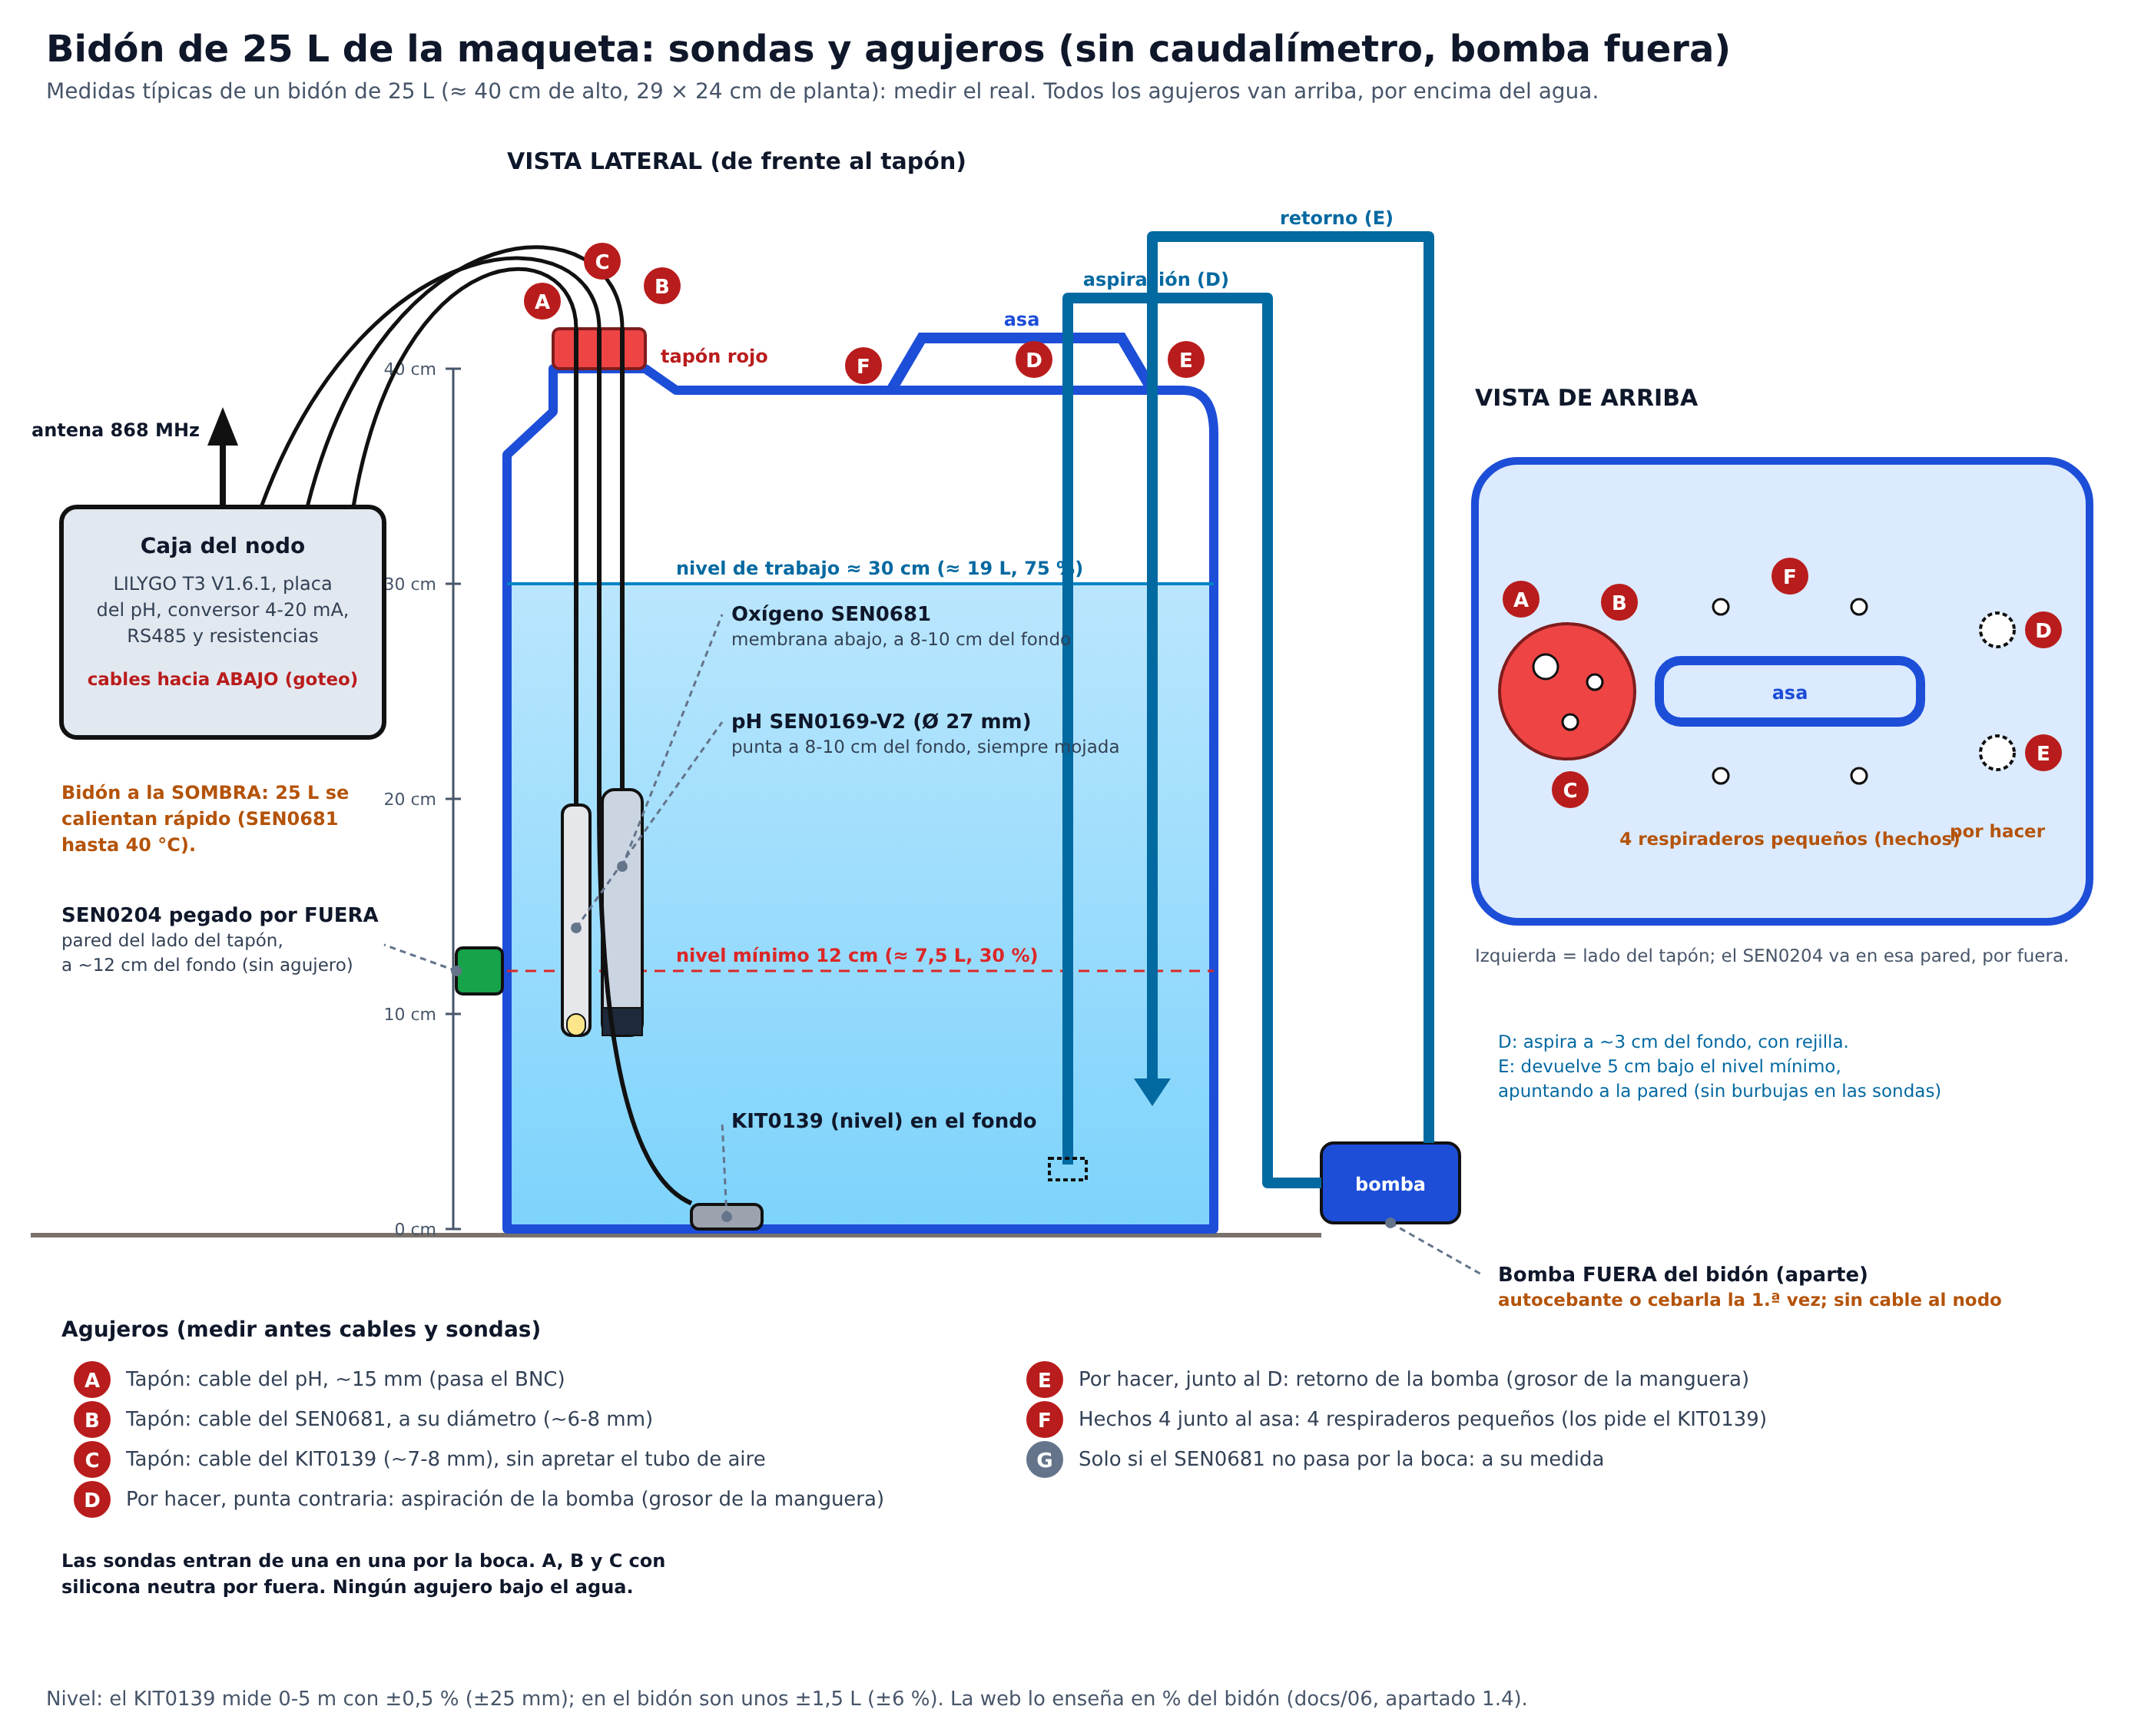 Bidón de 25 L de la maqueta: sondas y agujeros (sin caudalímetro, bomba fuera)
Medidas típicas de un bidón de 25 L (≈ 40 cm de alto, 29 × 24 cm de planta): medir el real. Todos los agujeros van arriba, por encima del agua.
VISTA LATERAL (de frente al tapón)
retorno (E)
aspiración (D)
C
B
A
asa
tapón rojo
F
D
E
40 cm
30 cm
20 cm
10 cm
0 cm
antena 868 MHz
Caja del nodo
LILYGO T3 V1.6.1, placa
del pH, conversor 4-20 mA,
RS485 y resistencias
cables hacia ABAJO (goteo)
Bidón a la SOMBRA: 25 L se
calientan rápido (SEN0681
hasta 40 °C).
SEN0204 pegado por FUERA
pared del lado del tapón,
a ~12 cm del fondo (sin agujero)
nivel de trabajo ≈ 30 cm (≈ 19 L, 75 %)
Oxígeno SEN0681
membrana abajo, a 8-10 cm del fondo
pH SEN0169-V2 (Ø 27 mm)
punta a 8-10 cm del fondo, siempre mojada
nivel mínimo 12 cm (≈ 7,5 L, 30 %)
KIT0139 (nivel) en el fondo
bomba
Bomba FUERA del bidón (aparte)
autocebante o cebarla la 1.ª vez; sin cable al nodo
VISTA DE ARRIBA
A
B
F
D
asa
E
C
4 respiraderos pequeños (hechos)
por hacer
Izquierda = lado del tapón; el SEN0204 va en esa pared, por fuera.
D: aspira a ~3 cm del fondo, con rejilla.
E: devuelve 5 cm bajo el nivel mínimo,
apuntando a la pared (sin burbujas en las sondas)
Agujeros (medir antes cables y sondas)
A Tapón: cable del pH, ~15 mm (pasa el BNC)
B Tapón: cable del SEN0681, a su diámetro (~6-8 mm)
C Tapón: cable del KIT0139 (~7-8 mm), sin apretar el tubo de aire
D Por hacer, punta contraria: aspiración de la bomba (grosor de la manguera)
E Por hacer, junto al D: retorno de la bomba (grosor de la manguera)
F Hechos 4 junto al asa: 4 respiraderos pequeños (los pide el KIT0139)
G Solo si el SEN0681 no pasa por la boca: a su medida
Las sondas entran de una en una por la boca. A, B y C con
silicona neutra por fuera. Ningún agujero bajo el agua.
Nivel: el KIT0139 mide 0-5 m con ±0,5 % (±25 mm); en el bidón son unos ±1,5 L (±6 %). La web lo enseña en % del bidón (docs/06, apartado 1.4).